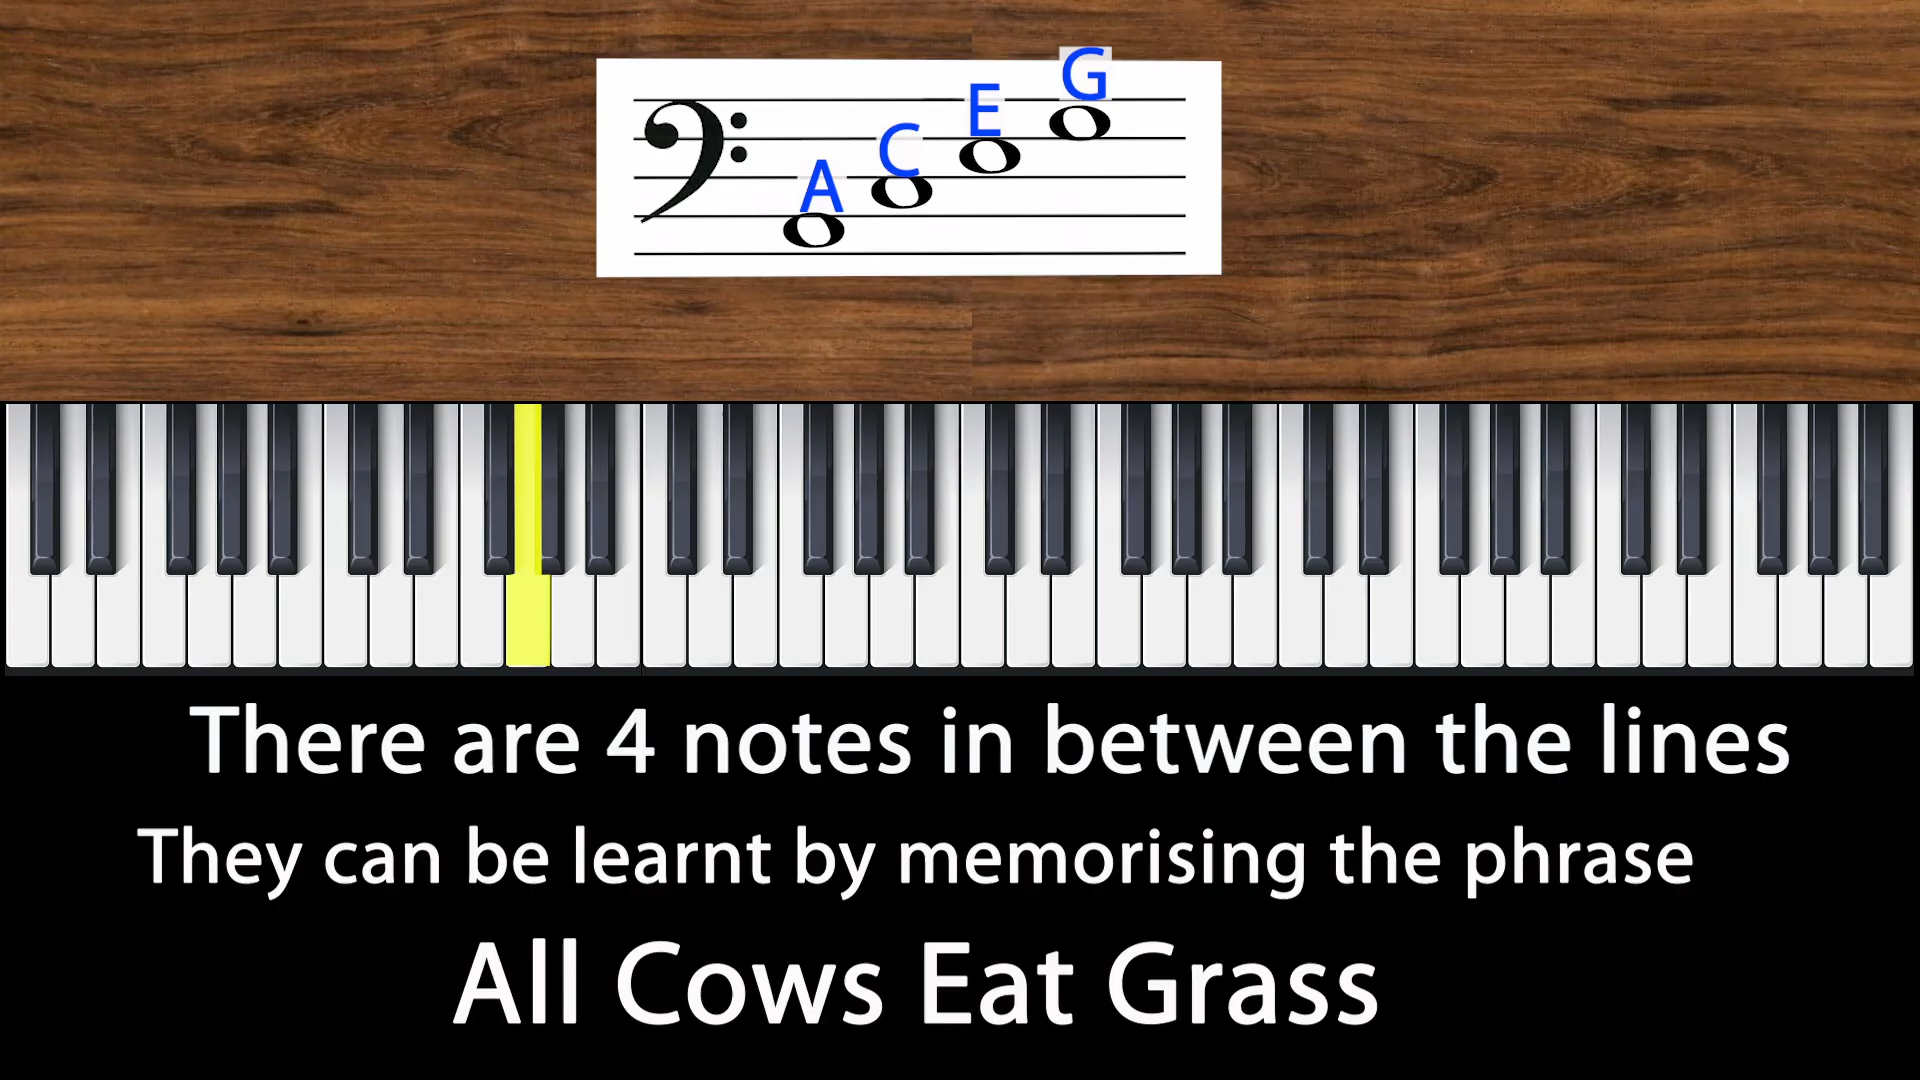 A C E G
There are 4 notes in between the lines
They can be learnt by memorising the phrase
All Cows Eat Grass